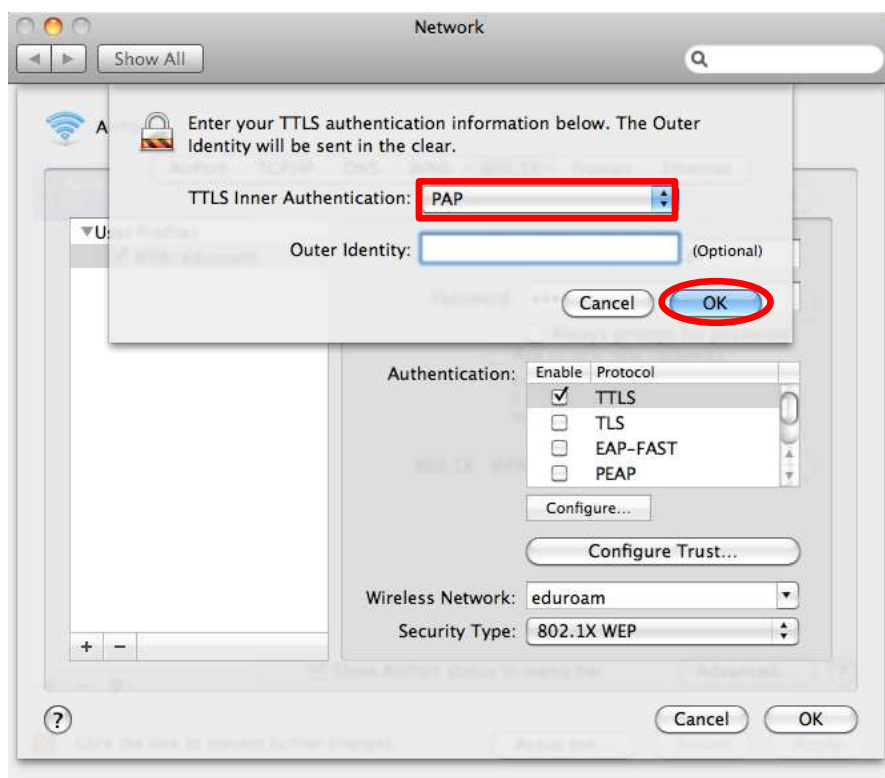 Network
Show All
Enter your TTLS authentication information below. The Outer
Identity will be sent in the clear.
TTLS Inner Authentication: PAP
Outer Identity: (Optional)
Cancel OK
Authentication: Enable Protocol
TTLS
TLS
EAP-FAST
PEAP
Configure...
Configure Trust...
Wireless Network: eduroam
Security Type: 802.1X WEP
+ −
? Cancel OK